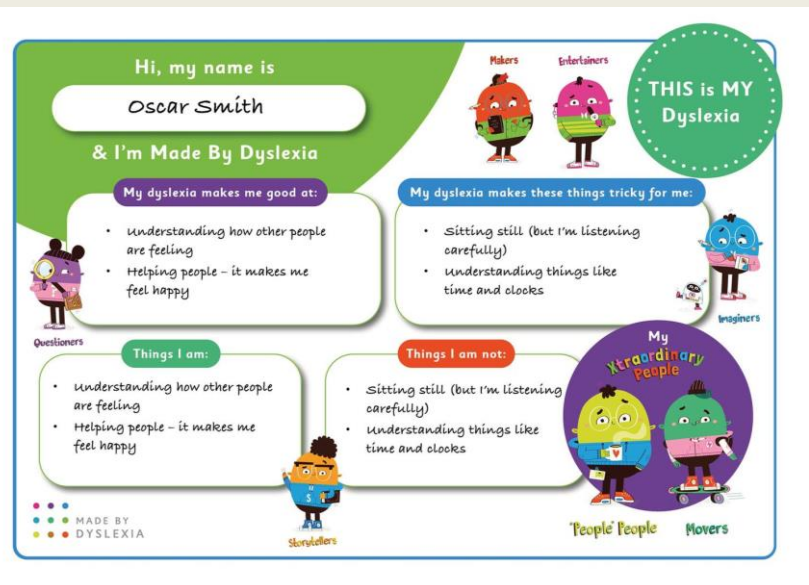 Hi, my name is
Oscar Smith
& I'm Made By Dyslexia
Makers
Entertainers
THIS is MY
Dyslexia
My dyslexia makes me good at:
• Understanding how other people
are feeling
• Helping people – it makes me
feel happy
My dyslexia makes these things tricky for me:
• Sitting still (but I'm listening
carefully)
• Understanding things like
time and clocks
Questioners
Imaginers
Things I am:
• Understanding how other people
are feeling
• Helping people – it makes me
feel happy
Things I am not:
• Sitting still (but I'm listening
carefully)
• Understanding things like
time and clocks
My
Xtraordinary
People
S
Storytellers
"People" People
Movers
MADE BY
DYSLEXIA